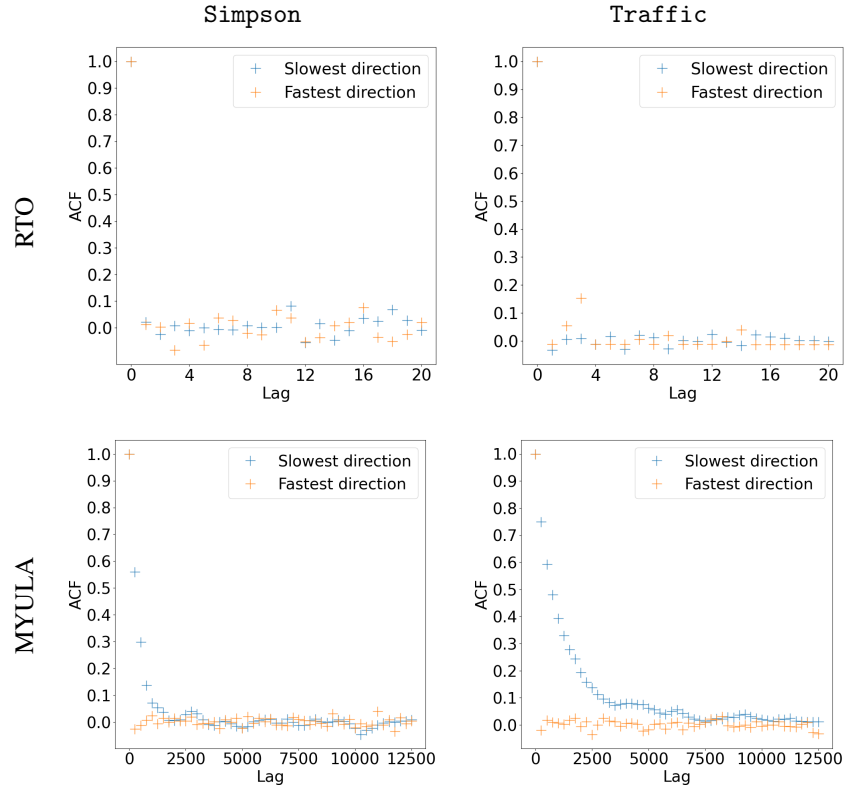 Simpson
Traffic
RTO
1.0
0.9
0.8
0.7
0.6
0.5
0.4
0.3
0.2
0.1
0.0
ACF
Slowest direction
Fastest direction
0 4 8 12 16 20
Lag
1.0
0.9
0.8
0.7
0.6
0.5
0.4
0.3
0.2
0.1
0.0
ACF
Slowest direction
Fastest direction
0 4 8 12 16 20
Lag
MYULA
1.0
0.9
0.8
0.7
0.6
0.5
0.4
0.3
0.2
0.1
0.0
ACF
Slowest direction
Fastest direction
0 2500 5000 7500 10000 12500
Lag
1.0
0.9
0.8
0.7
0.6
0.5
0.4
0.3
0.2
0.1
0.0
ACF
Slowest direction
Fastest direction
0 2500 5000 7500 10000 12500
Lag